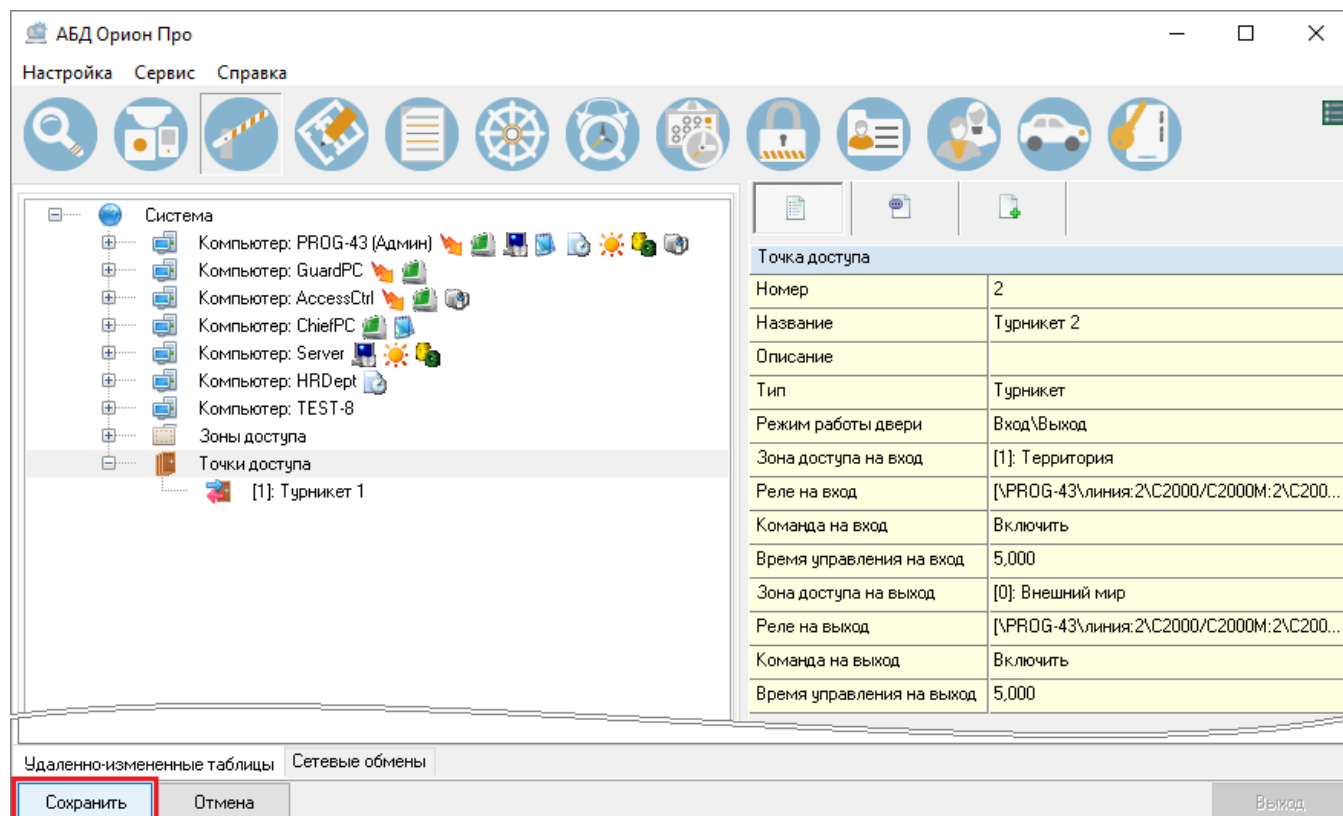 АБД Орион Про
Настройка Сервис Справка
Система
Компьютер: PROG-43 (Админ)
Компьютер: GuardPC
Компьютер: AccessCtrl
Компьютер: ChiefPC
Компьютер: Server
Компьютер: HRDept
Компьютер: TEST-8
Зоны доступа
Точки доступа
[1]: Турникет 1
Точка доступа
Номер 2
Название Турникет 2
Описание
Тип Турникет
Режим работы двери Вход\Выход
Зона доступа на вход [1]: Территория
Реле на вход [\PROG-43\линия:2\С2000/С2000М:2\С200...
Команда на вход Включить
Время управления на вход 5,000
Зона доступа на выход [0]: Внешний мир
Реле на выход [\PROG-43\линия:2\С2000/С2000М:2\С200...
Команда на выход Включить
Время управления на выход 5,000
Удаленно-измененные таблицы Сетевые обмены
Сохранить Отмена Выход